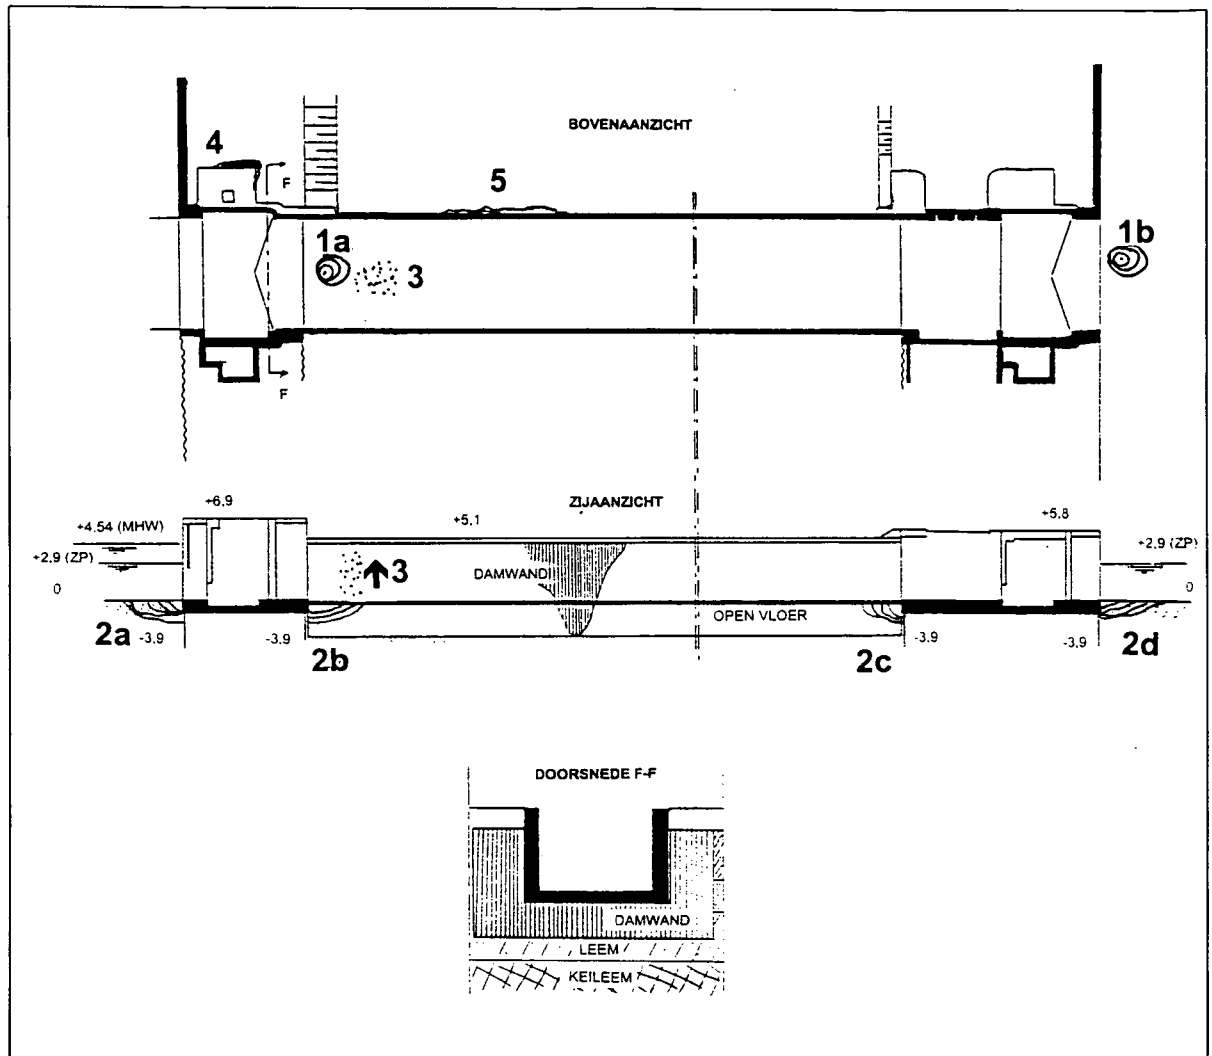 BOVENAANZICHT
4
F
5
1a
1b
3
F
ZIJAANZICHT
+6,9
+4.54 (MHW)
+5,1
+5.8
+2.9 (ZP)
+2.9 (ZP)
3
DAMWAND
0
0
OPEN VLOER
2a
-3.9
-3.9
2b
2c
-3.9
-3.9
2d
DOORSNEDE F-F
DAMWAND
LEEM
KEILEEM